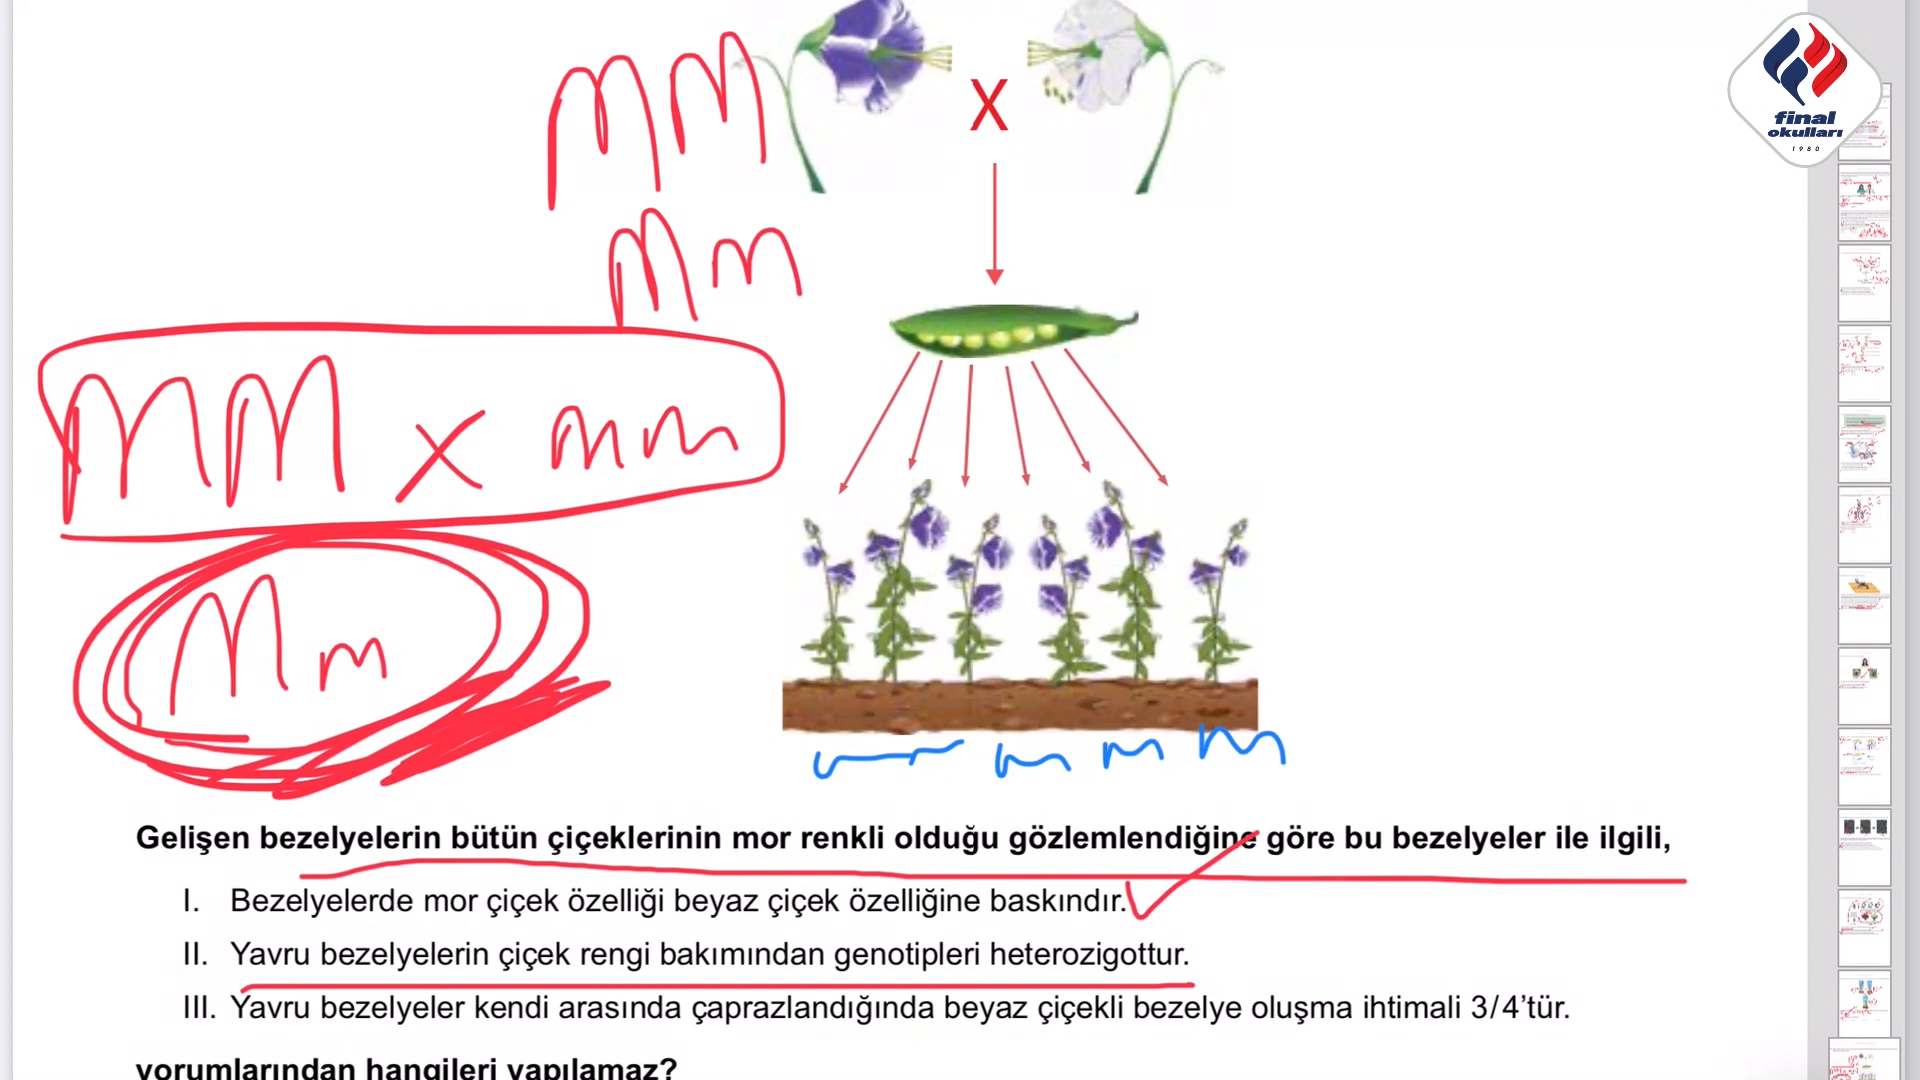 MM
X
final
okulları
1980
Mm
MM x mm
Mm
m m m
Gelişen bezelyelerin bütün çiçeklerinin mor renkli olduğu gözlemlendiğine göre bu bezelyeler ile ilgili,
I. Bezelyelerde mor çiçek özelliği beyaz çiçek özelliğine baskındır.
II. Yavru bezelyelerin çiçek rengi bakımından genotipleri heterozigottur.
III. Yavru bezelyeler kendi arasında çaprazlandığında beyaz çiçekli bezelye oluşma ihtimali 3/4’tür.
yorumlarından hangileri yapılamaz?